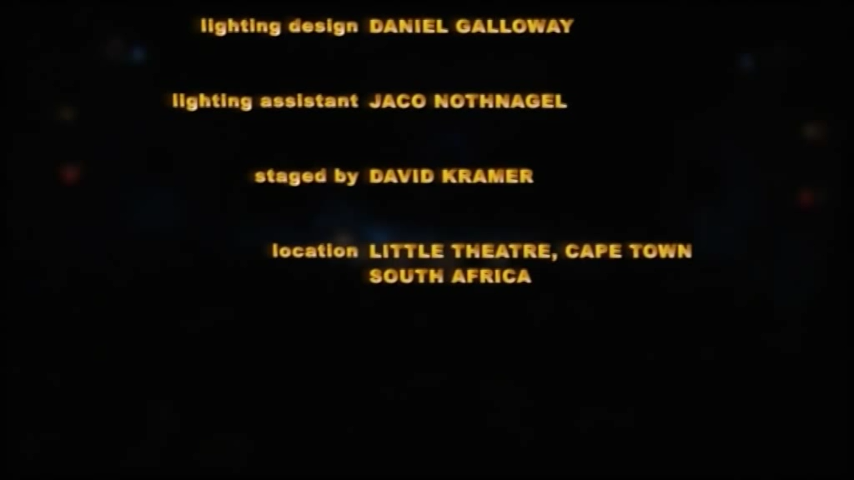 lighting design DANIEL GALLOWAY
lighting assistant JACO NOTHNAGEL
staged by DAVID KRAMER
location LITTLE THEATRE, CAPE TOWN
SOUTH AFRICA